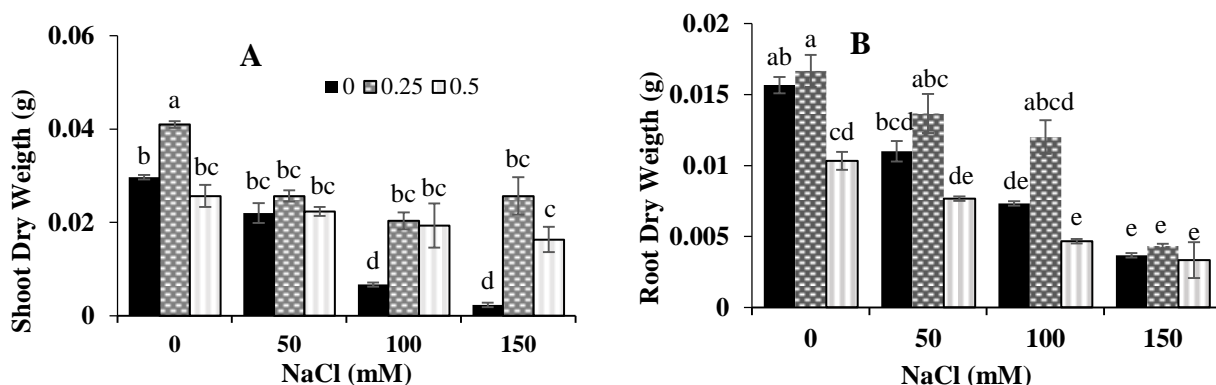 A
Shoot Dry Weigth (g)
0.06
0.04
0.02
0
0 0.25 0.5
b a bc
bc bc bc
d bc bc
d bc c
0 50 100 150
NaCl (mM)
B
Root Dry Weigth (g)
0.02
0.015
0.01
0.005
0
ab a cd
bcd abc de
de abcd e
e e e
0 50 100 150
NaCl (mM)